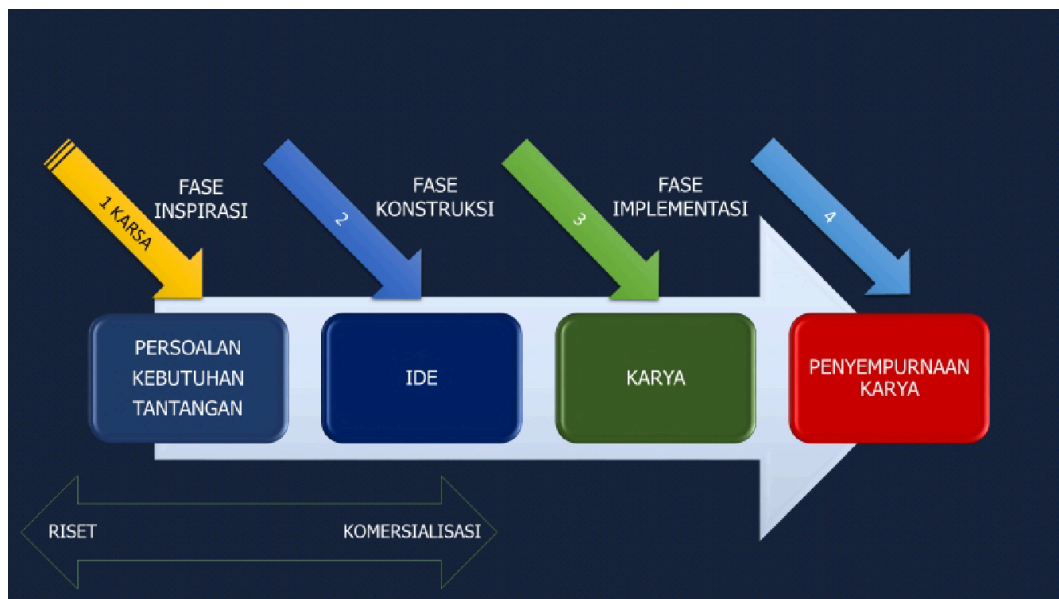 1 KARSA
FASE
INSPIRASI
2
FASE
KONSTRUKSI
3
FASE
IMPLEMENTASI
4
PERSOALAN
KEBUTUHAN
TANTANGAN
IDE
KARYA
PENYEMPURNAAN
KARYA
RISET
KOMERSIALISASI